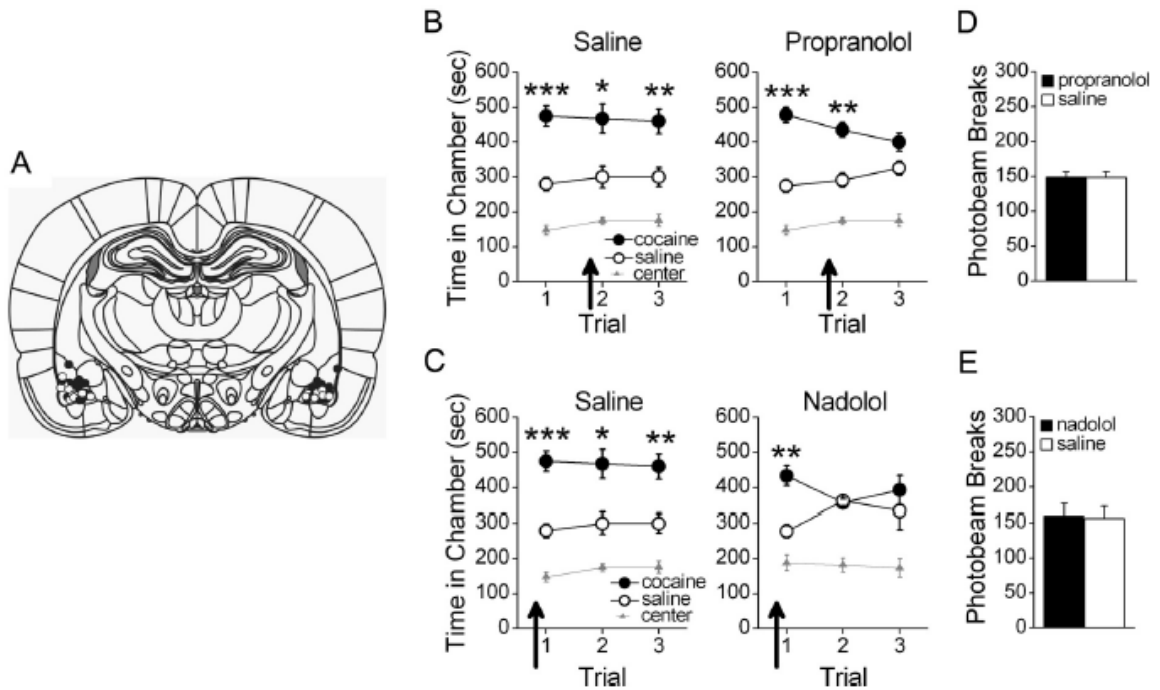 A
B
Saline
Propranolol
Time in Chamber (sec)
600
500
400
300
200
100
0
*** * **
cocaine
saline
center
1 2 3
Trial
600
500
400
300
200
100
0
*** **
1 2 3
Trial
D
Photobeam Breaks
300
250
200
150
100
50
0
propranolol
saline
C
Saline
Nadolol
Time in Chamber (sec)
600
500
400
300
200
100
0
*** * **
cocaine
saline
center
1 2 3
Trial
600
500
400
300
200
100
0
**
1 2 3
Trial
E
Photobeam Breaks
300
250
200
150
100
50
0
nadolol
saline